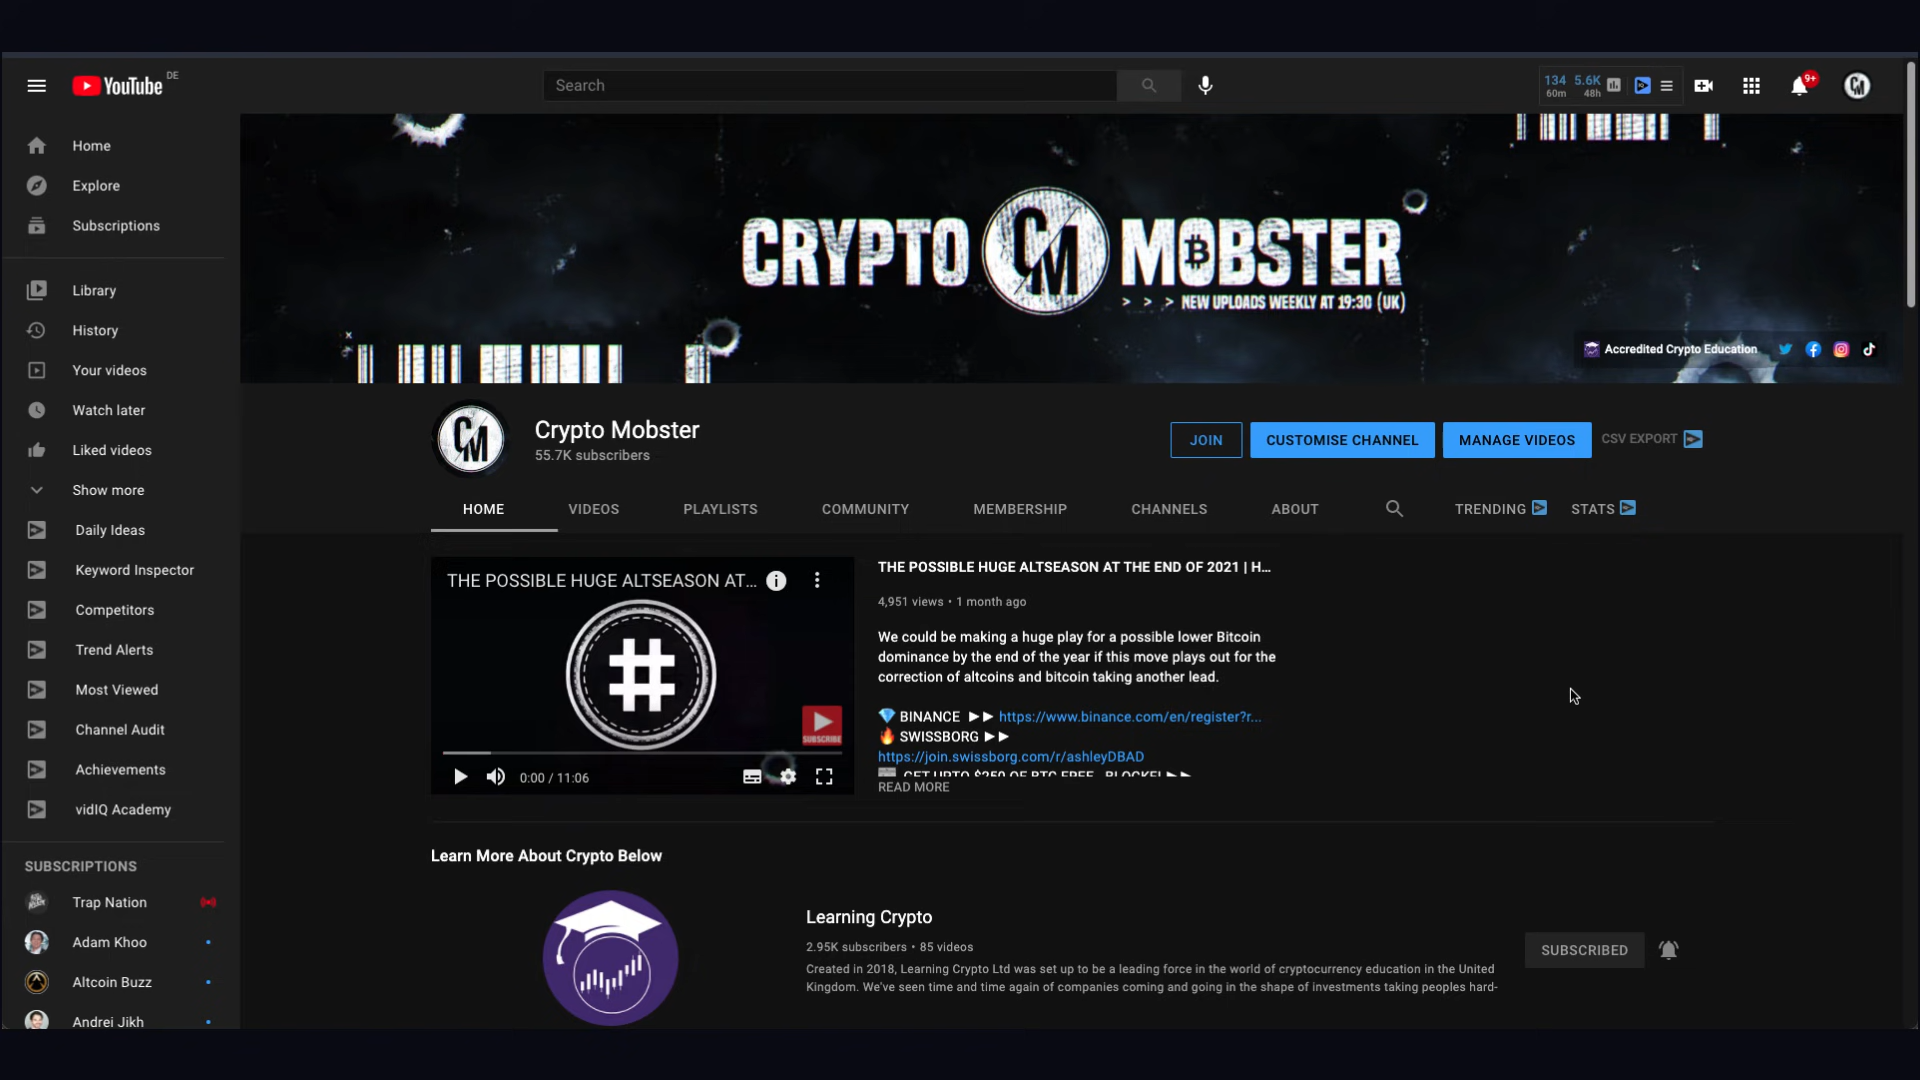 YouTube DE
Search
134 5.6K
60m 48h
9+
Home
Explore
Subscriptions
Library
History
Your videos
Watch later
Liked videos
Show more
Daily Ideas
Keyword Inspector
Competitors
Trend Alerts
Most Viewed
Channel Audit
Achievements
vidIQ Academy
SUBSCRIPTIONS
Trap Nation
Adam Khoo
Altcoin Buzz
Andrei Jikh
CRYPTO CM MOBSTER
> > > NEW UPLOADS WEEKLY AT 19:30 (UK)
Accredited Crypto Education
CM
Crypto Mobster
55.7K subscribers
JOIN
CUSTOMISE CHANNEL
MANAGE VIDEOS
CSV EXPORT
HOME VIDEOS PLAYLISTS COMMUNITY MEMBERSHIP CHANNELS ABOUT TRENDING STATS
THE POSSIBLE HUGE ALTSEASON AT...
#
SUBSCRIBE
0:00 / 11:06
THE POSSIBLE HUGE ALTSEASON AT THE END OF 2021 | H...
4,951 views • 1 month ago
We could be making a huge play for a possible lower Bitcoin
dominance by the end of the year if this move plays out for the
correction of altcoins and bitcoin taking another lead.
💎 BINANCE ►► https://www.binance.com/en/register?r...
🔥 SWISSBORG ►►
https://join.swissborg.com/r/ashleyDBAD
GET UPTO $250 OF BTC FREE - BLOCKFI ►►
READ MORE
Learn More About Crypto Below
Learning Crypto
2.95K subscribers • 85 videos
Created in 2018, Learning Crypto Ltd was set up to be a leading force in the world of cryptocurrency education in the United
Kingdom. We've seen time and time again of companies coming and going in the shape of investments taking peoples hard-
SUBSCRIBED